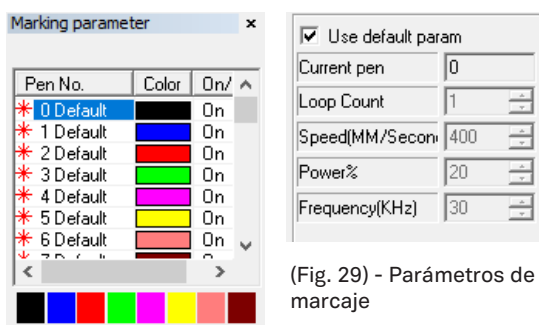 Marking parameter x
Pen No. Color On/
0 Default On
1 Default On
2 Default On
3 Default On
4 Default On
5 Default On
6 Default On
Use default param
Current pen 0
Loop Count 1
Speed(MM/Secon 400
Power% 20
Frequency(KHz) 30
(Fig. 29) - Parámetros de
marcaje